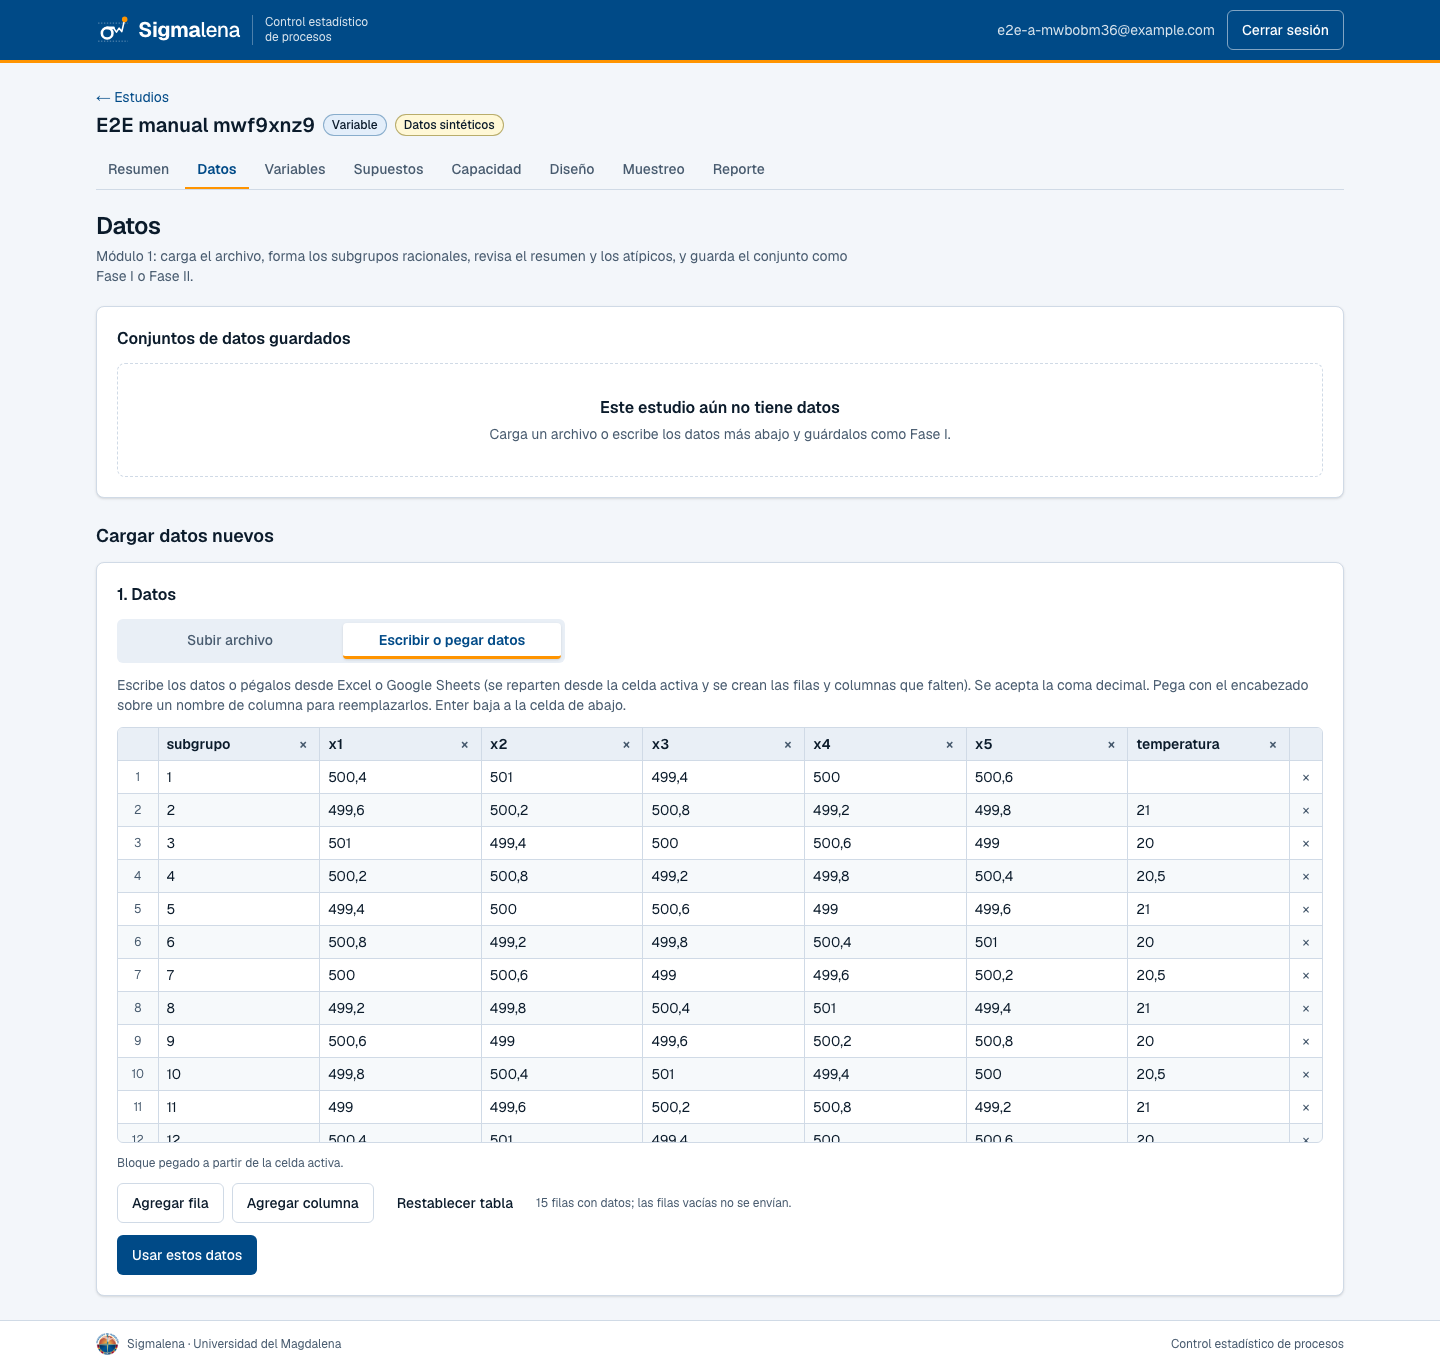 Sigmalena
Control estadístico
de procesos
e2e-a-mwbobm36@example.com
Cerrar sesión
← Estudios
E2E manual mwf9xnz9 Variable Datos sintéticos
Resumen Datos Variables Supuestos Capacidad Diseño Muestreo Reporte
Datos
Módulo 1: carga el archivo, forma los subgrupos racionales, revisa el resumen y los atípicos, y guarda el conjunto como
Fase I o Fase II.
Conjuntos de datos guardados
Este estudio aún no tiene datos
Carga un archivo o escribe los datos más abajo y guárdalos como Fase I.
Cargar datos nuevos
1. Datos
Subir archivo Escribir o pegar datos
Escribe los datos o pégalos desde Excel o Google Sheets (se reparten desde la celda activa y se crean las filas y columnas que falten). Se acepta la coma decimal. Pega con el encabezado
sobre un nombre de columna para reemplazarlos. Enter baja a la celda de abajo.
subgrupo × x1 × x2 × x3 × x4 × x5 × temperatura ×
1 1 500,4 501 499,4 500 500,6 ×
2 2 499,6 500,2 500,8 499,2 499,8 21 ×
3 3 501 499,4 500 500,6 499 20 ×
4 4 500,2 500,8 499,2 499,8 500,4 20,5 ×
5 5 499,4 500 500,6 499 499,6 21 ×
6 6 500,8 499,2 499,8 500,4 501 20 ×
7 7 500 500,6 499 499,6 500,2 20,5 ×
8 8 499,2 499,8 500,4 501 499,4 21 ×
9 9 500,6 499 499,6 500,2 500,8 20 ×
10 10 499,8 500,4 501 499,4 500 20,5 ×
11 11 499 499,6 500,2 500,8 499,2 21 ×
12 12 500,4 501 499,4 500 500,6 20 ×
Bloque pegado a partir de la celda activa.
Agregar fila Agregar columna Restablecer tabla 15 filas con datos; las filas vacías no se envían.
Usar estos datos
Sigmalena · Universidad del Magdalena
Control estadístico de procesos